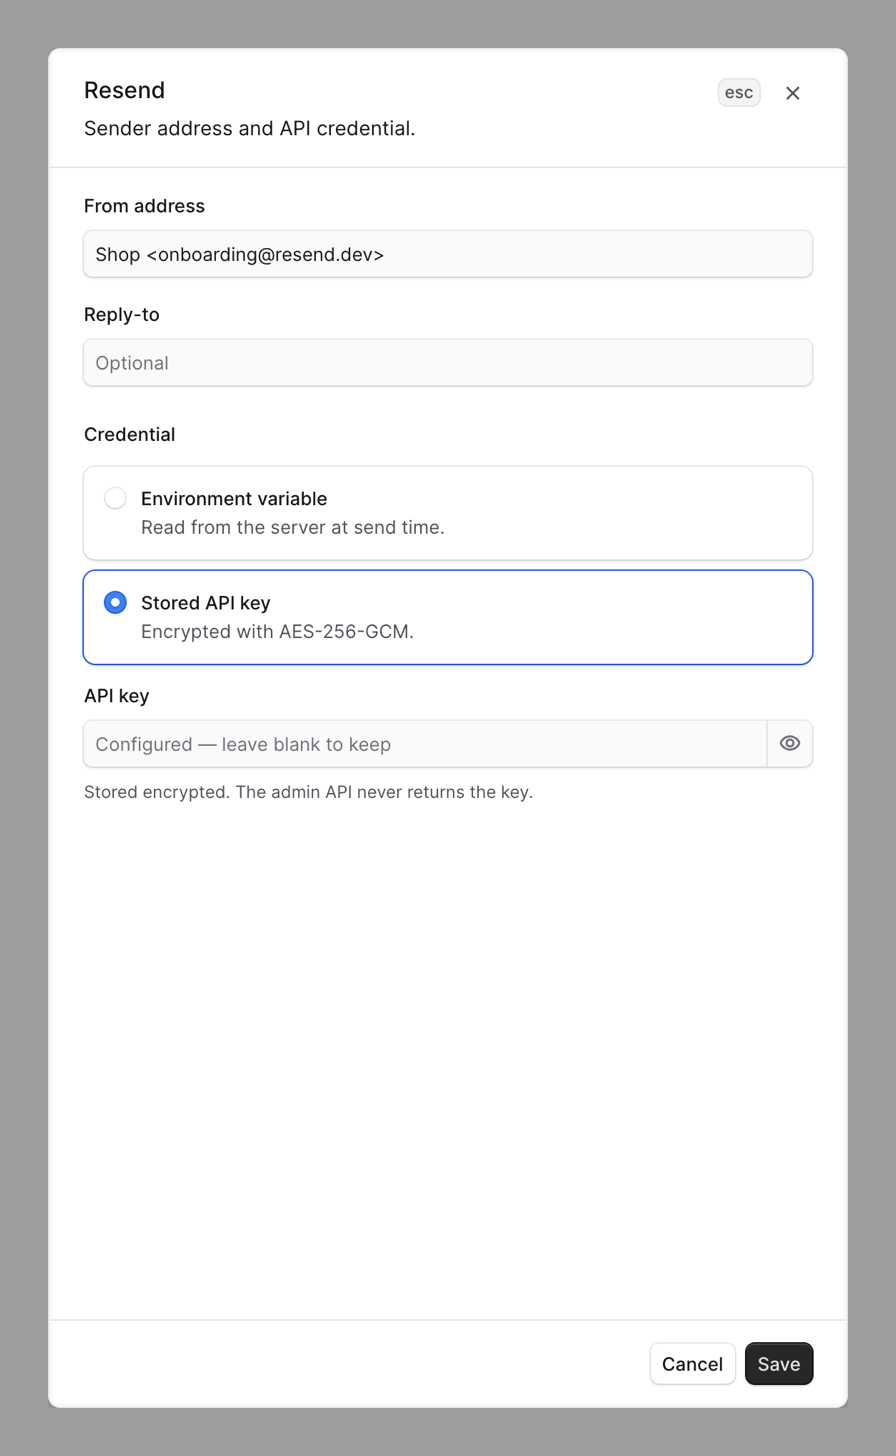 Resend
esc
Sender address and API credential.
From address
Shop <onboarding@resend.dev>
Reply-to
Optional
Credential
Environment variable
Read from the server at send time.
Stored API key
Encrypted with AES-256-GCM.
API key
Configured — leave blank to keep
Stored encrypted. The admin API never returns the key.
Cancel
Save